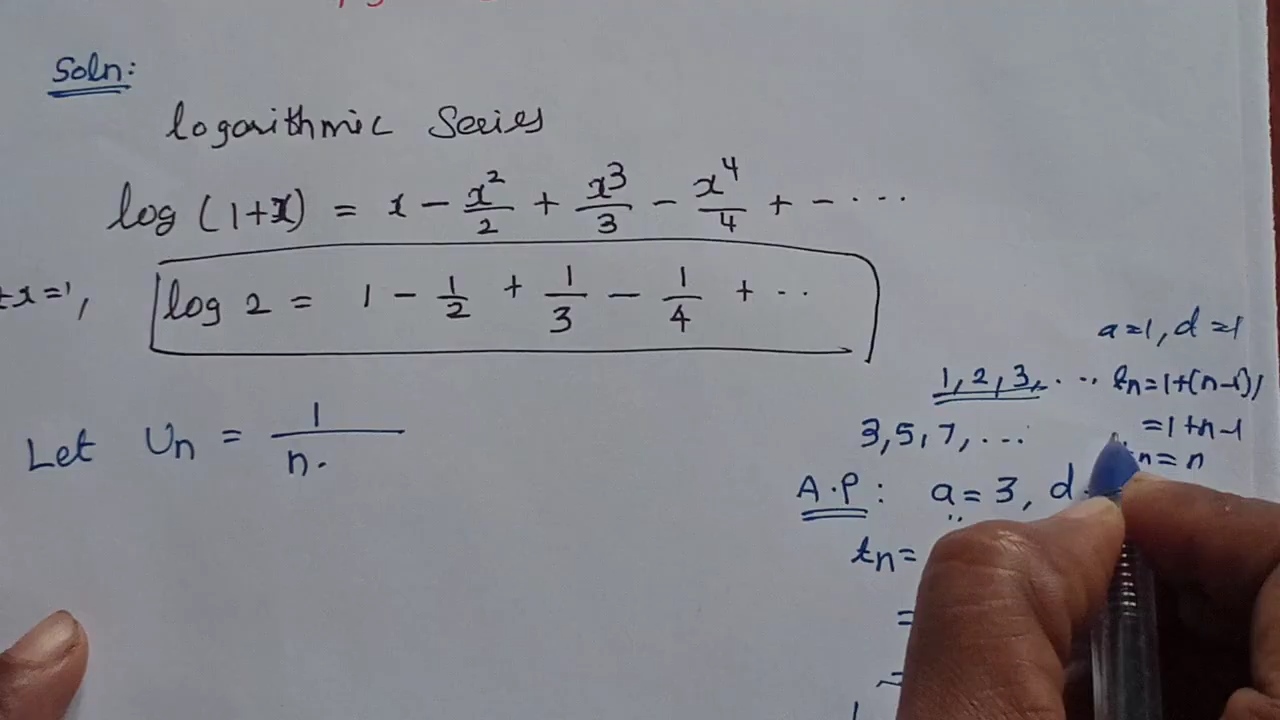 Soln:
logarithmic Series
log (1+x) = x - x²/2 + x³/3 - x⁴/4 + - ...
x=1,
log 2 = 1 - 1/2 + 1/3 - 1/4 + ..
a=1, d=1
1, 2, 3, ... tn=1+(n-1)1
3, 5, 7, ... =1+n-1
tn=n
Let Un = 1/n.
A.P: a=3, d
tn=
=